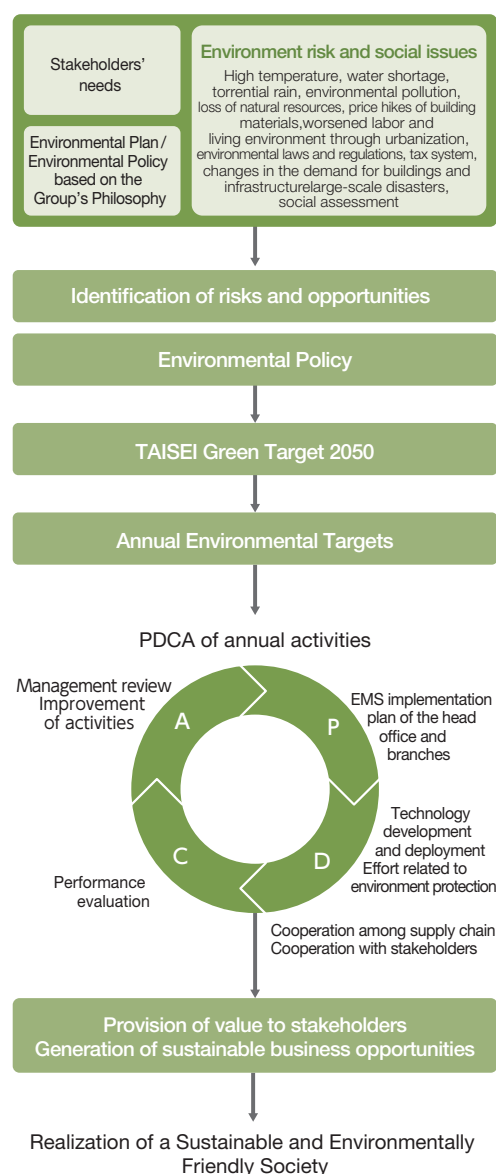 Stakeholders'
needs
Environmental Plan/
Environmental Policy
based on the
Group's Philosophy
Environment risk and social issues
High temperature, water shortage,
torrential rain, environmental pollution,
loss of natural resources, price hikes of building
materials,worsened labor and
living environment through urbanization,
environmental laws and regulations, tax system,
changes in the demand for buildings and
infrastructurelarge-scale disasters,
social assessment
Identification of risks and opportunities
Environmental Policy
TAISEI Green Target 2050
Annual Environmental Targets
PDCA of annual activities
Management review
Improvement
of activities
A
P
EMS implementation
plan of the head
office and
branches
Technology
development
and deployment
Effort related to
environment protection
D
C
Performance
evaluation
Cooperation among supply chain
Cooperation with stakeholders
Provision of value to stakeholders
Generation of sustainable business opportunities
Realization of a Sustainable and Environmentally
Friendly Society